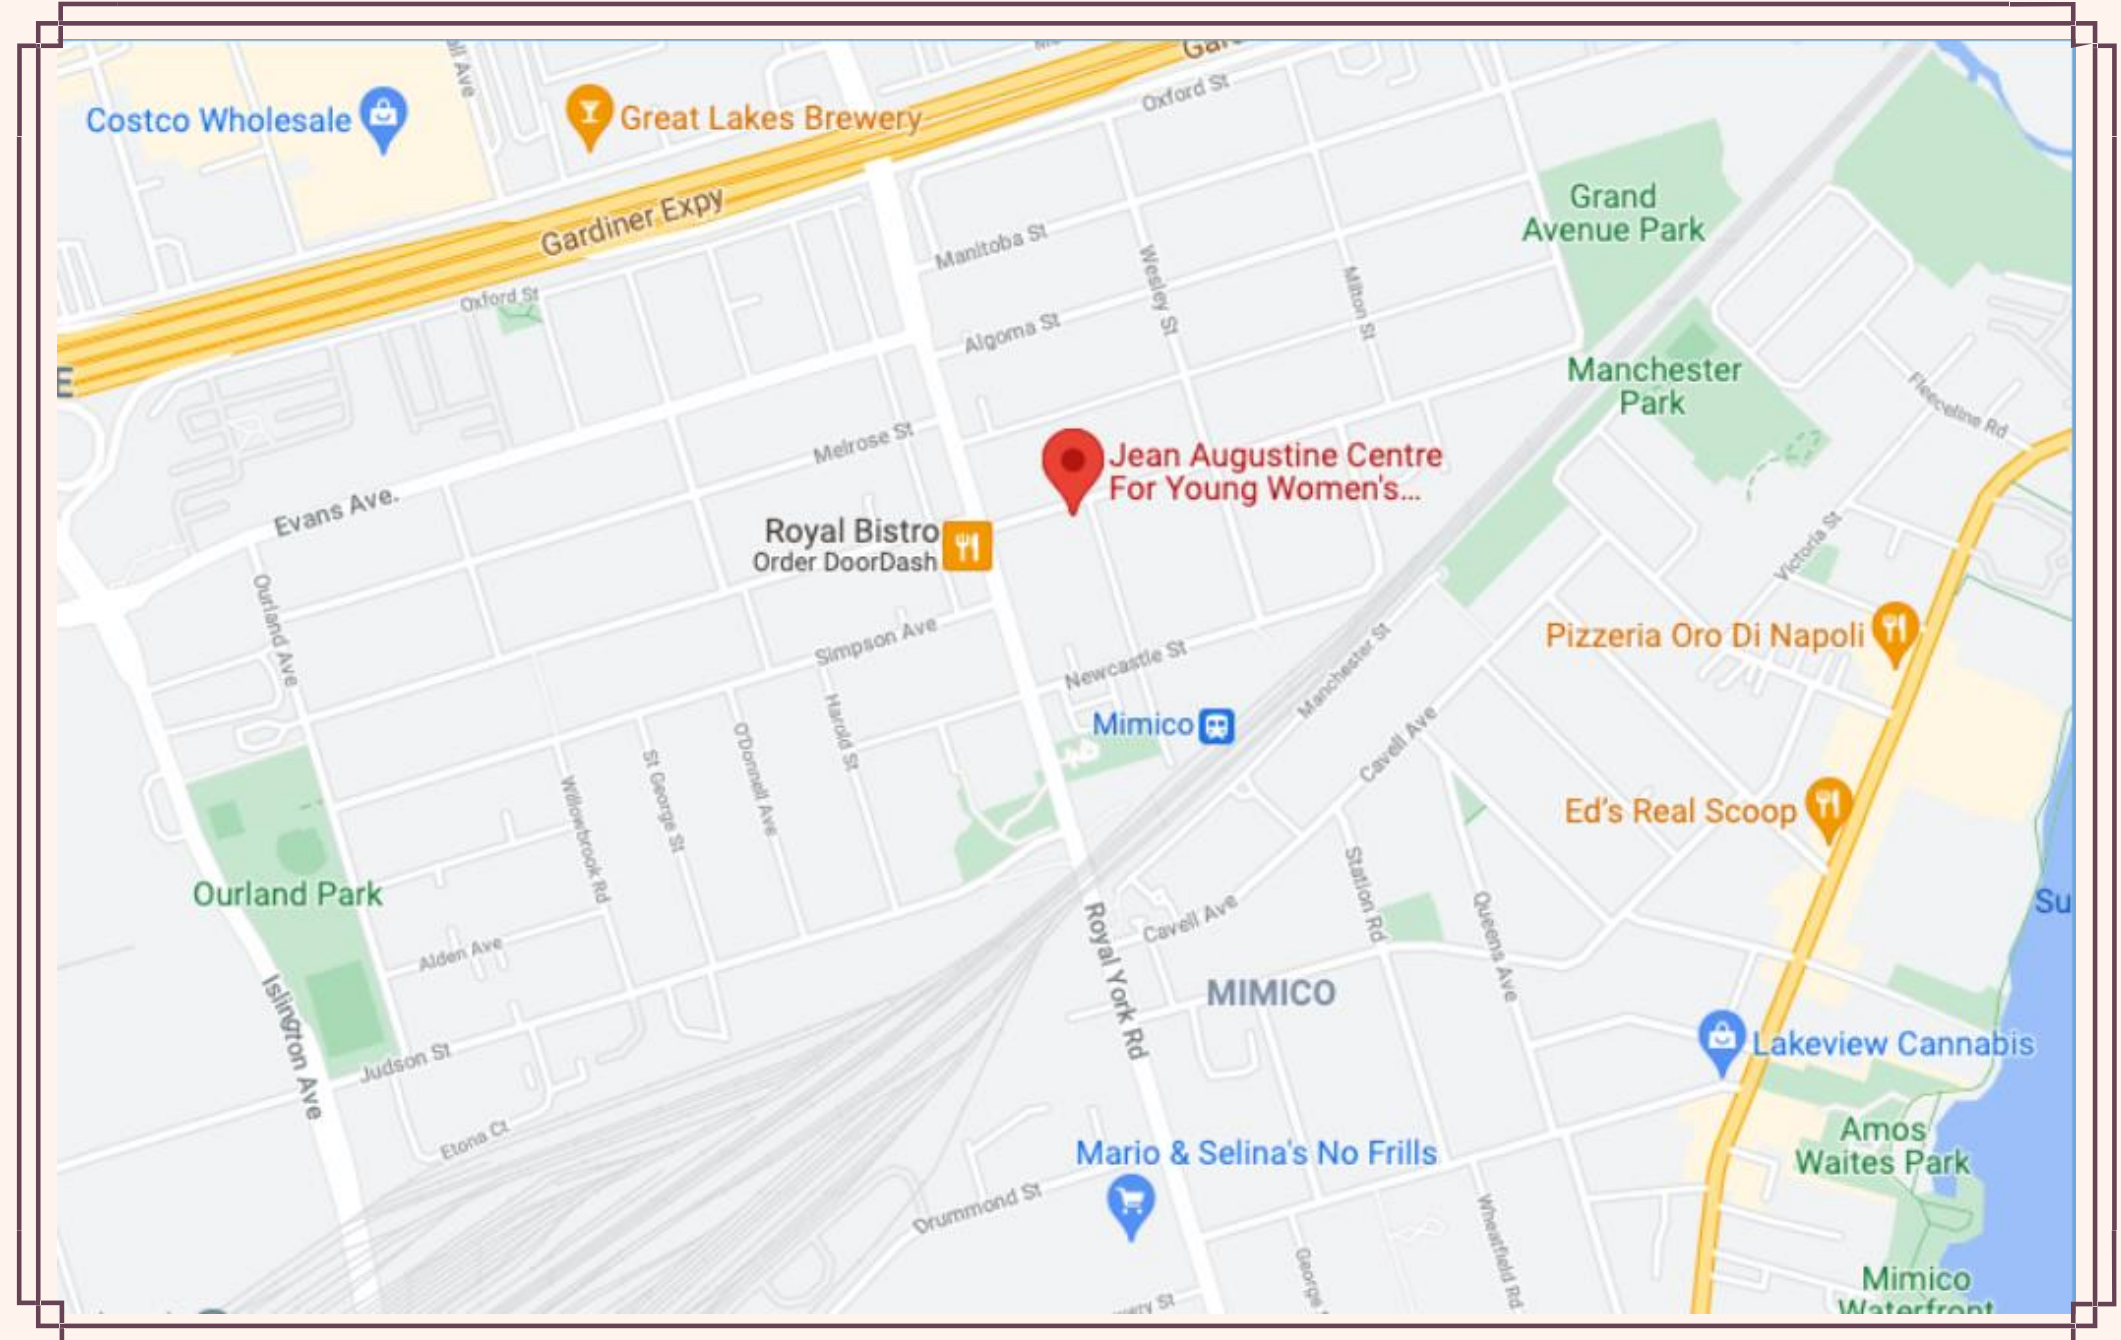 Gar
Oxford St
Costco Wholesale
Great Lakes Brewery
Gardiner Expy
Grand
Avenue Park
Manitoba St
Wesley St
Milton St
Oxford St
Algoma St
E
Manchester
Park
Fleeceline Rd
Melrose St
Jean Augustine Centre
For Young Women's...
Evans Ave.
Royal Bistro
Order DoorDash
Victoria St
Ourland Ave
Simpson Ave
Newcastle St
Manchester St
Pizzeria Oro Di Napoli
Harold St
Mimico
Cavell Ave
O'Donnell Ave
St George St
Willowbrook Rd
Ed's Real Scoop
Ourland Park
Station Rd
Queens Ave
Cavell Ave
Royal York Rd
Su
Alden Ave
MIMICO
Islington Ave
Judson St
Lakeview Cannabis
Etona Ct
Amos
Waites Park
Mario & Selina's No Frills
Drummond St
Wheatfield Rd
George
Mimico
Waterfront